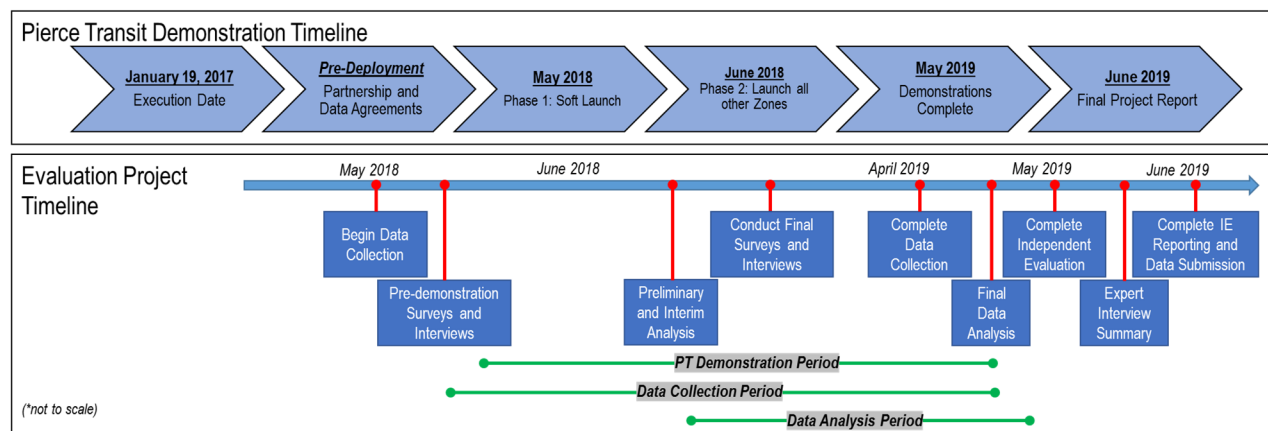 Pierce Transit Demonstration Timeline
January 19, 2017
Execution Date
Pre-Deployment
Partnership and
Data Agreements
May 2018
Phase 1: Soft Launch
June 2018
Phase 2: Launch all
other Zones
May 2019
Demonstrations
Complete
June 2019
Final Project Report
Evaluation Project
Timeline
May 2018
June 2018
April 2019
May 2019
June 2019
Begin Data
Collection
Pre-demonstration
Surveys and
Interviews
Preliminary
and Interim
Analysis
Conduct Final
Surveys and
Interviews
Complete
Data
Collection
Final
Data
Analysis
Complete
Independent
Evaluation
Expert
Interview
Summary
Complete IE
Reporting and
Data Submission
PT Demonstration Period
Data Collection Period
Data Analysis Period
(*not to scale)